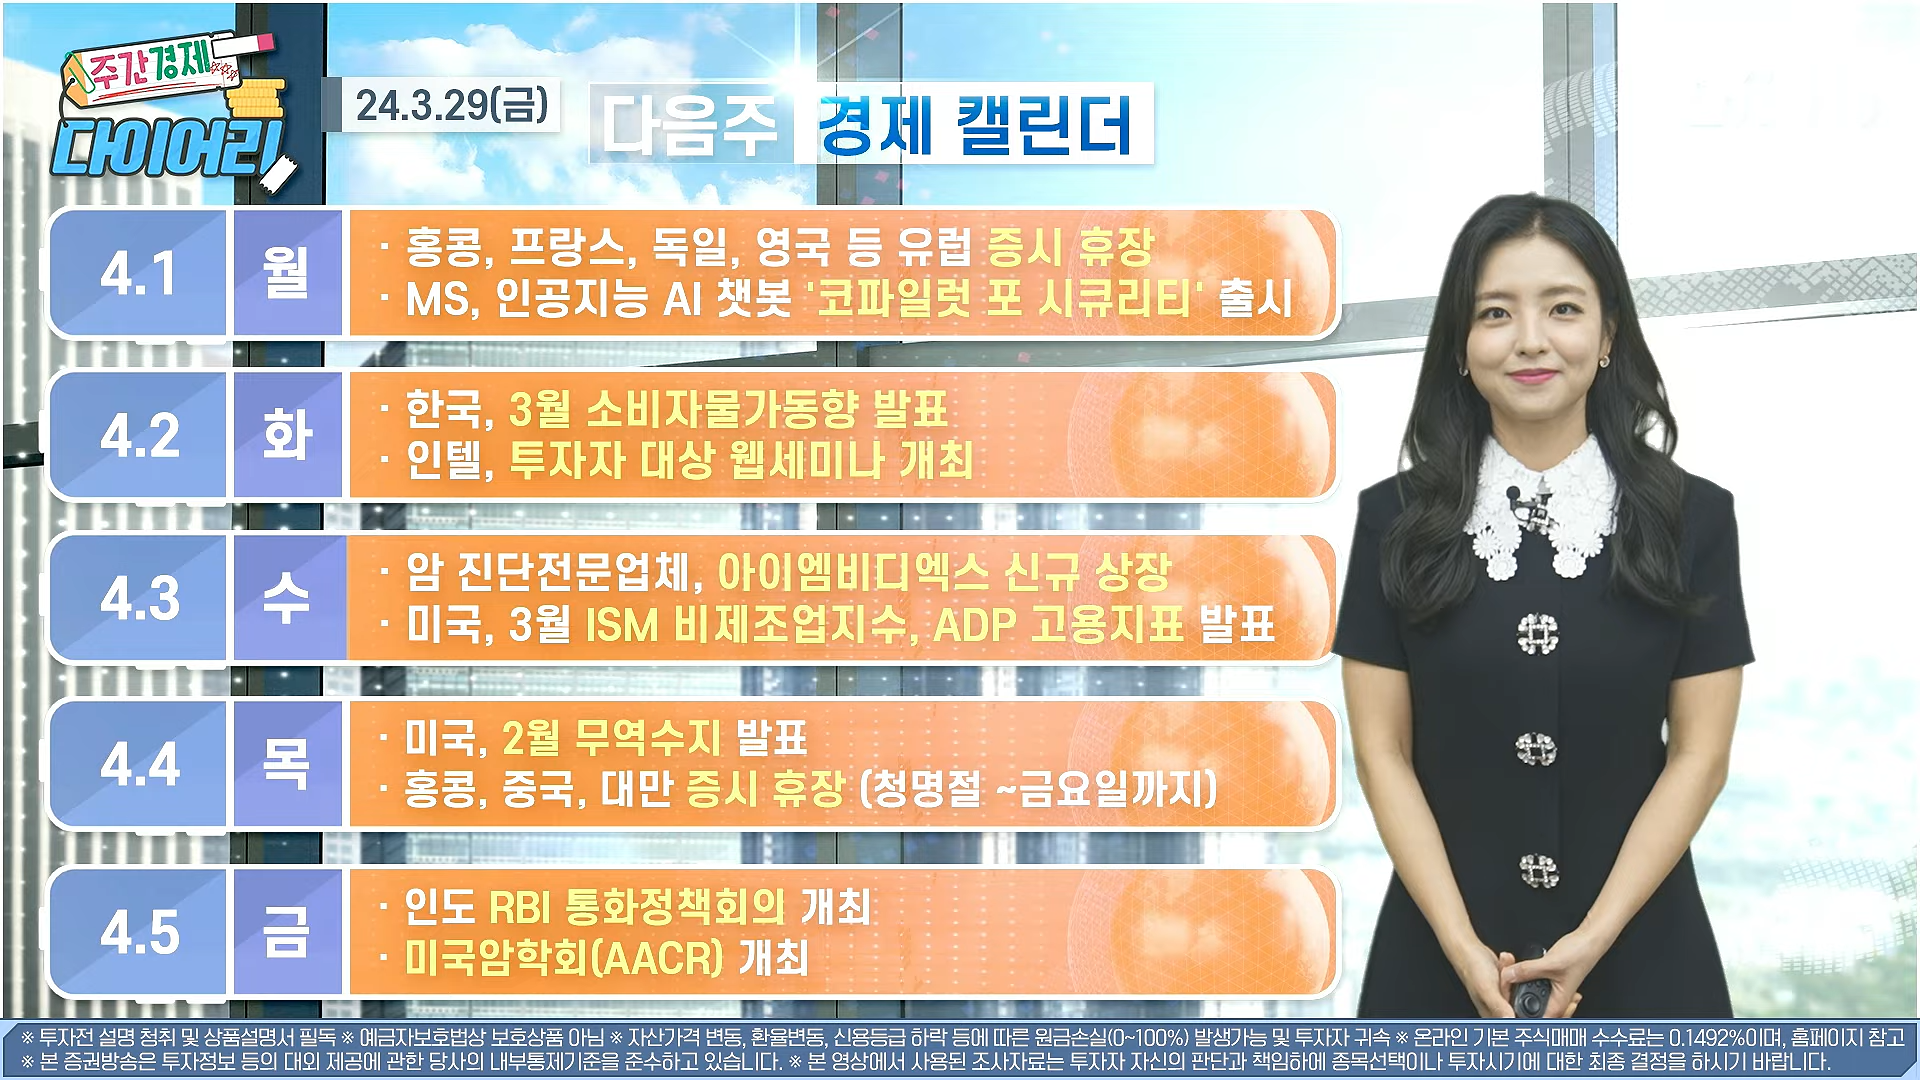 주간경제
다이어리
24.3.29(금)
다음주 경제 캘린더
4.1 월
· 홍콩, 프랑스, 독일, 영국 등 유럽 증시 휴장
· MS, 인공지능 AI 챗봇 '코파일럿 포 시큐리티' 출시
4.2 화
· 한국, 3월 소비자물가동향 발표
· 인텔, 투자자 대상 웹세미나 개최
4.3 수
· 암 진단전문업체, 아이엠비디엑스 신규 상장
· 미국, 3월 ISM 비제조업지수, ADP 고용지표 발표
4.4 목
· 미국, 2월 무역수지 발표
· 홍콩, 중국, 대만 증시 휴장 (청명절 ~금요일까지)
4.5 금
· 인도 RBI 통화정책회의 개최
· 미국암학회(AACR) 개최
※ 투자전 설명 청취 및 상품설명서 필독 ※ 예금자보호법상 보호상품 아님 ※ 자산가격 변동, 환율변동, 신용등급 하락 등에 따른 원금손실(0~100%) 발생가능 및 투자자 귀속 ※ 온라인 기본 주식매매 수수료는 0.1492%이며, 홈페이지 참고
※ 본 증권방송은 투자정보 등의 대외 제공에 관한 당사의 내부통제기준을 준수하고 있습니다. ※ 본 영상에서 사용된 조사자료는 투자자 자신의 판단과 책임하에 종목선택이나 투자시기에 대한 최종 결정을 하시기 바랍니다.